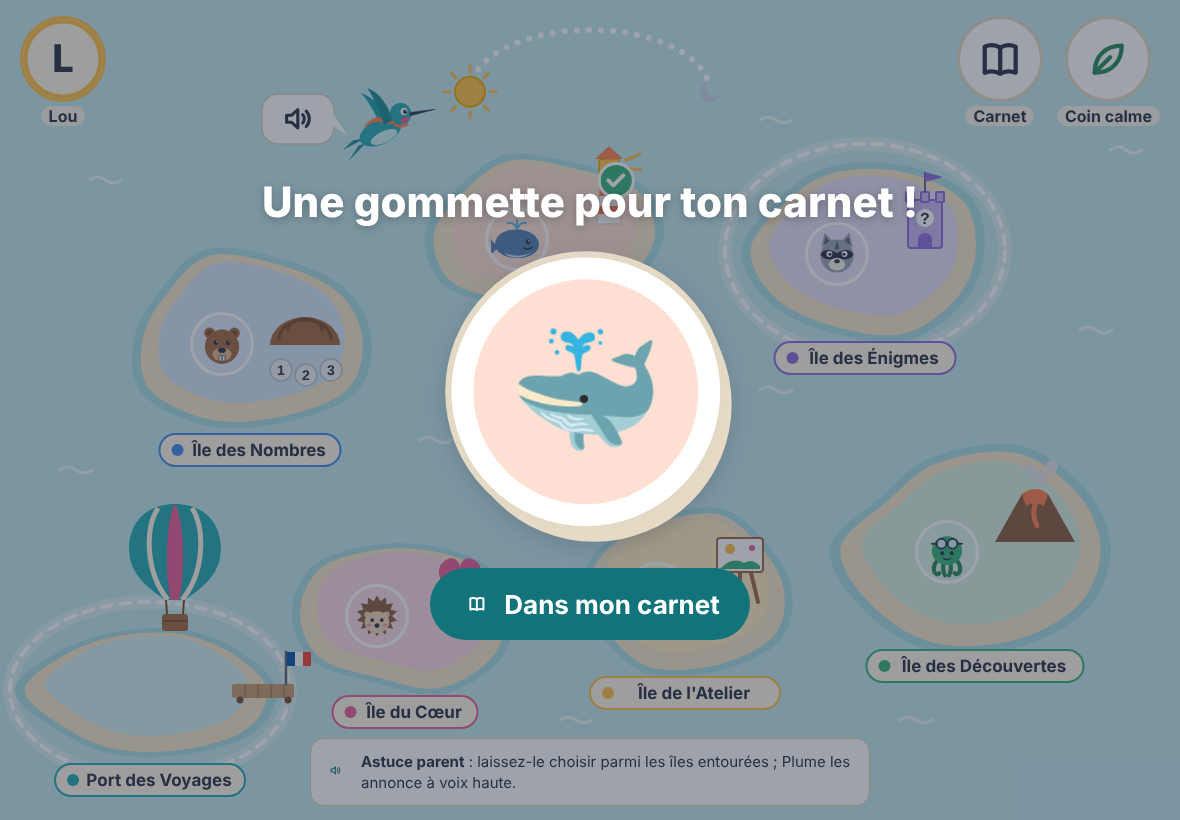 L
Lou
Carnet
Coin calme
Une gommette pour ton carnet !
?
Île des Énigmes
1 2 3
Île des Nombres
Dans mon carnet
Île des Découvertes
Île de l'Atelier
Île du Cœur
Port des Voyages
Astuce parent : laissez-le choisir parmi les îles entourées ; Plume les
annonce à voix haute.